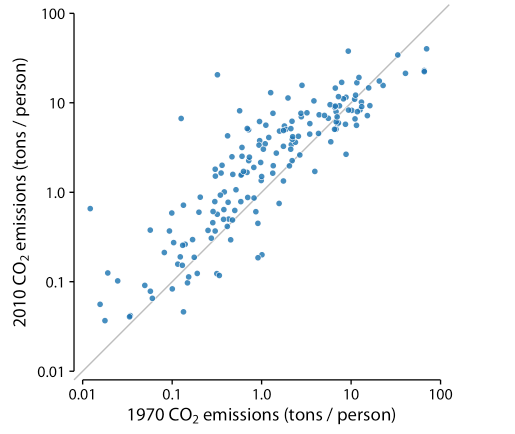 100
10
1.0
0.1
0.01
2010 CO₂ emissions (tons / person)
0.01 0.1 1.0 10 100
1970 CO₂ emissions (tons / person)